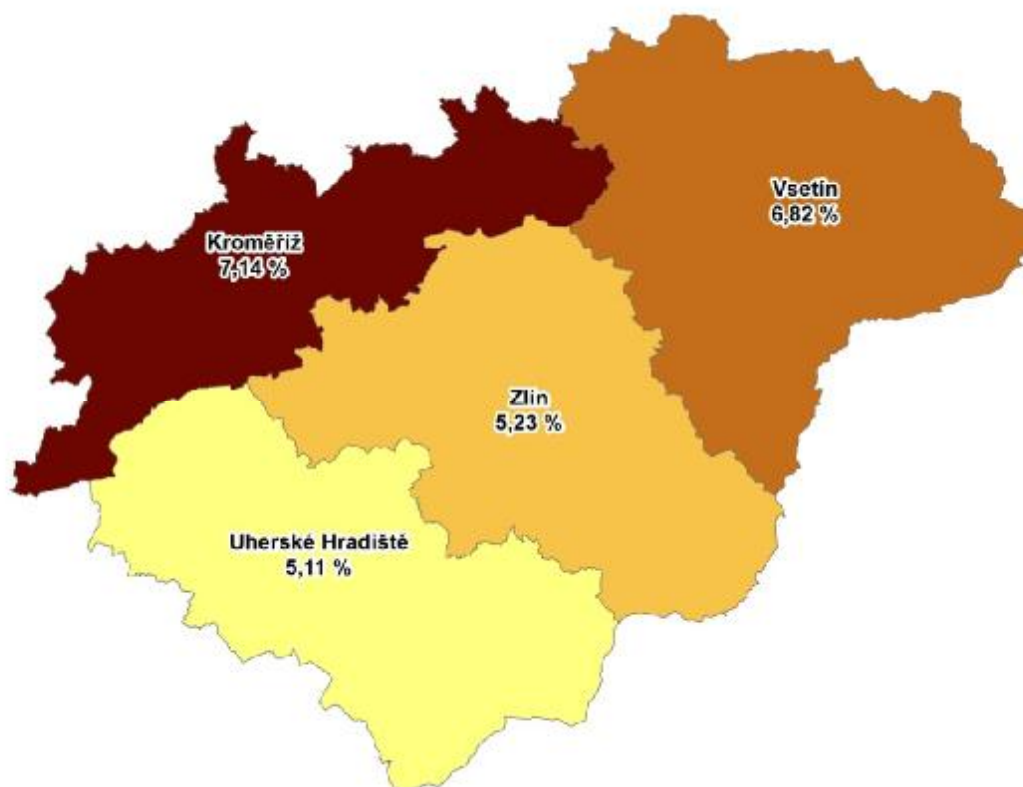 Vsetín
6,82 %
Kroměříž
7,14 %
Zlín
5,23 %
Uherské Hradiště
5,11 %